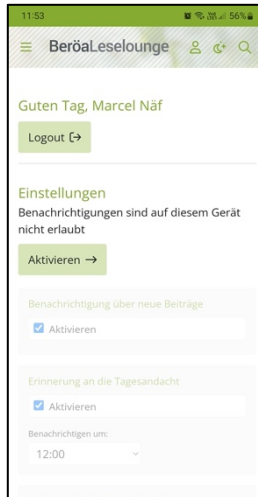 11:53
56%
BeröaLeselounge
Guten Tag, Marcel Näf
Logout
Einstellungen
Benachrichtigungen sind auf diesem Gerät
nicht erlaubt
Aktivieren →
Benachrichtigung über neue Beiträge
Aktivieren
Erinnerung an die Tagesandacht
Aktivieren
Benachrichtigen um:
12:00